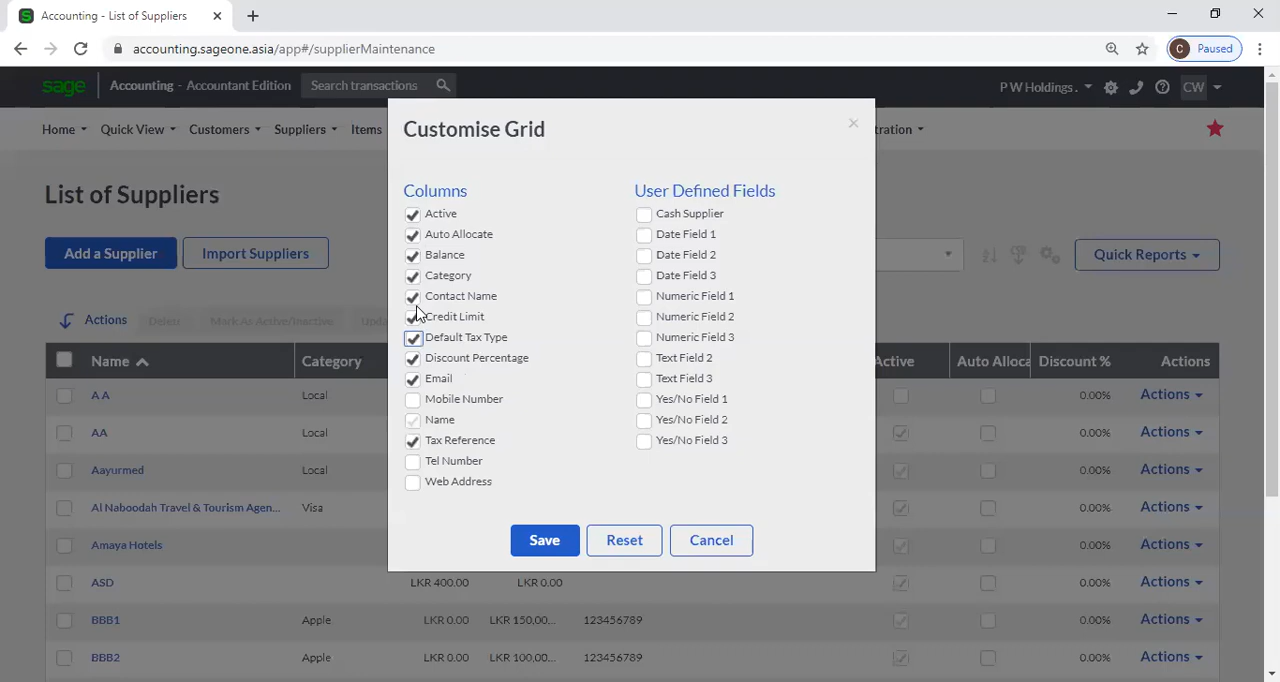 Accounting - List of Suppliers
accounting.sageone.asia/app#/supplierMaintenance
C Paused
sage Accounting - Accountant Edition Search transactions P W Holdings . CW
Home Quick View Customers Suppliers Items tration
List of Suppliers
Add a Supplier Import Suppliers Quick Reports
Actions Delete Mark As Active/Inactive Upda
Name Category Active Auto Alloca Discount % Actions
A A Local 0.00% Actions
AA Local 0.00% Actions
Aayurmed Local 0.00% Actions
Al Naboodah Travel & Tourism Agen... Visa 0.00% Actions
Amaya Hotels 0.00% Actions
ASD LKR 400.00 LKR 0.00 0.00% Actions
BBB1 Apple LKR 0.00 LKR 150,00... 123456789 0.00% Actions
BBB2 Apple LKR 0.00 LKR 100,00... 123456789 0.00% Actions
Customise Grid
Columns
Active
Auto Allocate
Balance
Category
Contact Name
Credit Limit
Default Tax Type
Discount Percentage
Email
Mobile Number
Name
Tax Reference
Tel Number
Web Address
User Defined Fields
Cash Supplier
Date Field 1
Date Field 2
Date Field 3
Numeric Field 1
Numeric Field 2
Numeric Field 3
Text Field 2
Text Field 3
Yes/No Field 1
Yes/No Field 2
Yes/No Field 3
Save Reset Cancel